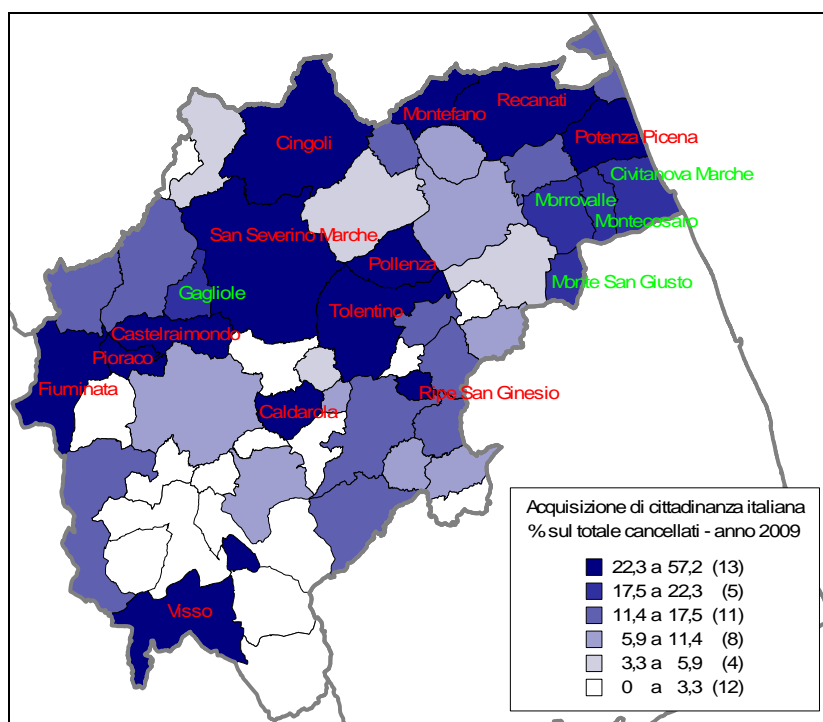 Recanati
Montefano
Potenza Picena
Cingoli
Civitanova Marche
Morrovalle
Montecosaro
San Severino Marche
Pollenza
Monte San Giusto
Gagliole
Tolentino
Castelraimondo
Pioraco
Fiuminata
Ripe San Ginesio
Caldarola
Visso
Acquisizione di cittadinanza italiana
% sul totale cancellati - anno 2009
22,3 a 57,2 (13)
17,5 a 22,3 (5)
11,4 a 17,5 (11)
5,9 a 11,4 (8)
3,3 a 5,9 (4)
0 a 3,3 (12)